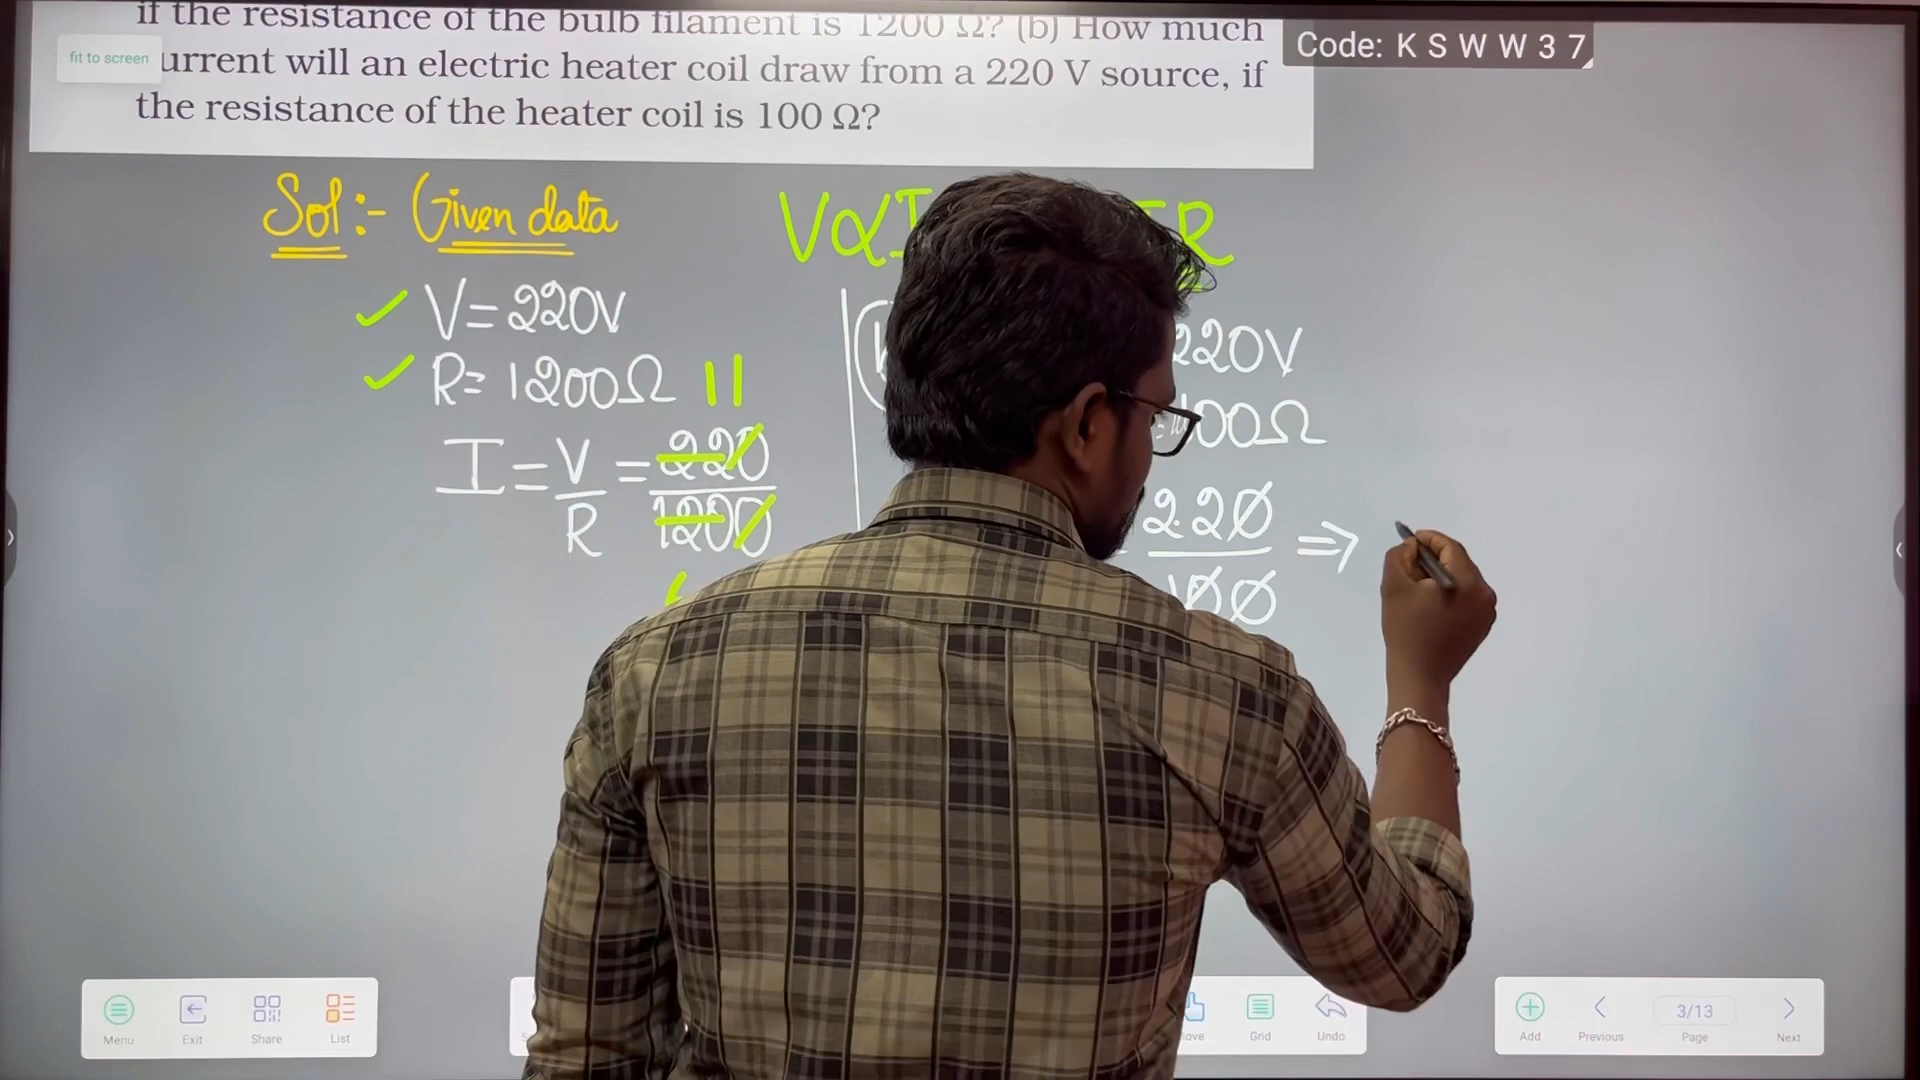 if the resistance of the bulb filament is 1200 Ω? (b) How much
urrent will an electric heater coil draw from a 220 V source, if
the resistance of the heater coil is 100 Ω?
fit to screen
Code: K S W W 3 7
Sol:- Given data
V∝I
R
V=220V
R=1200Ω 11
I=V/R=220/1200
220V
100Ω
220/100 ⇒
Menu
Exit
Share
List
ove
Grid
Undo
Add
Previous
3/13
Page
Next